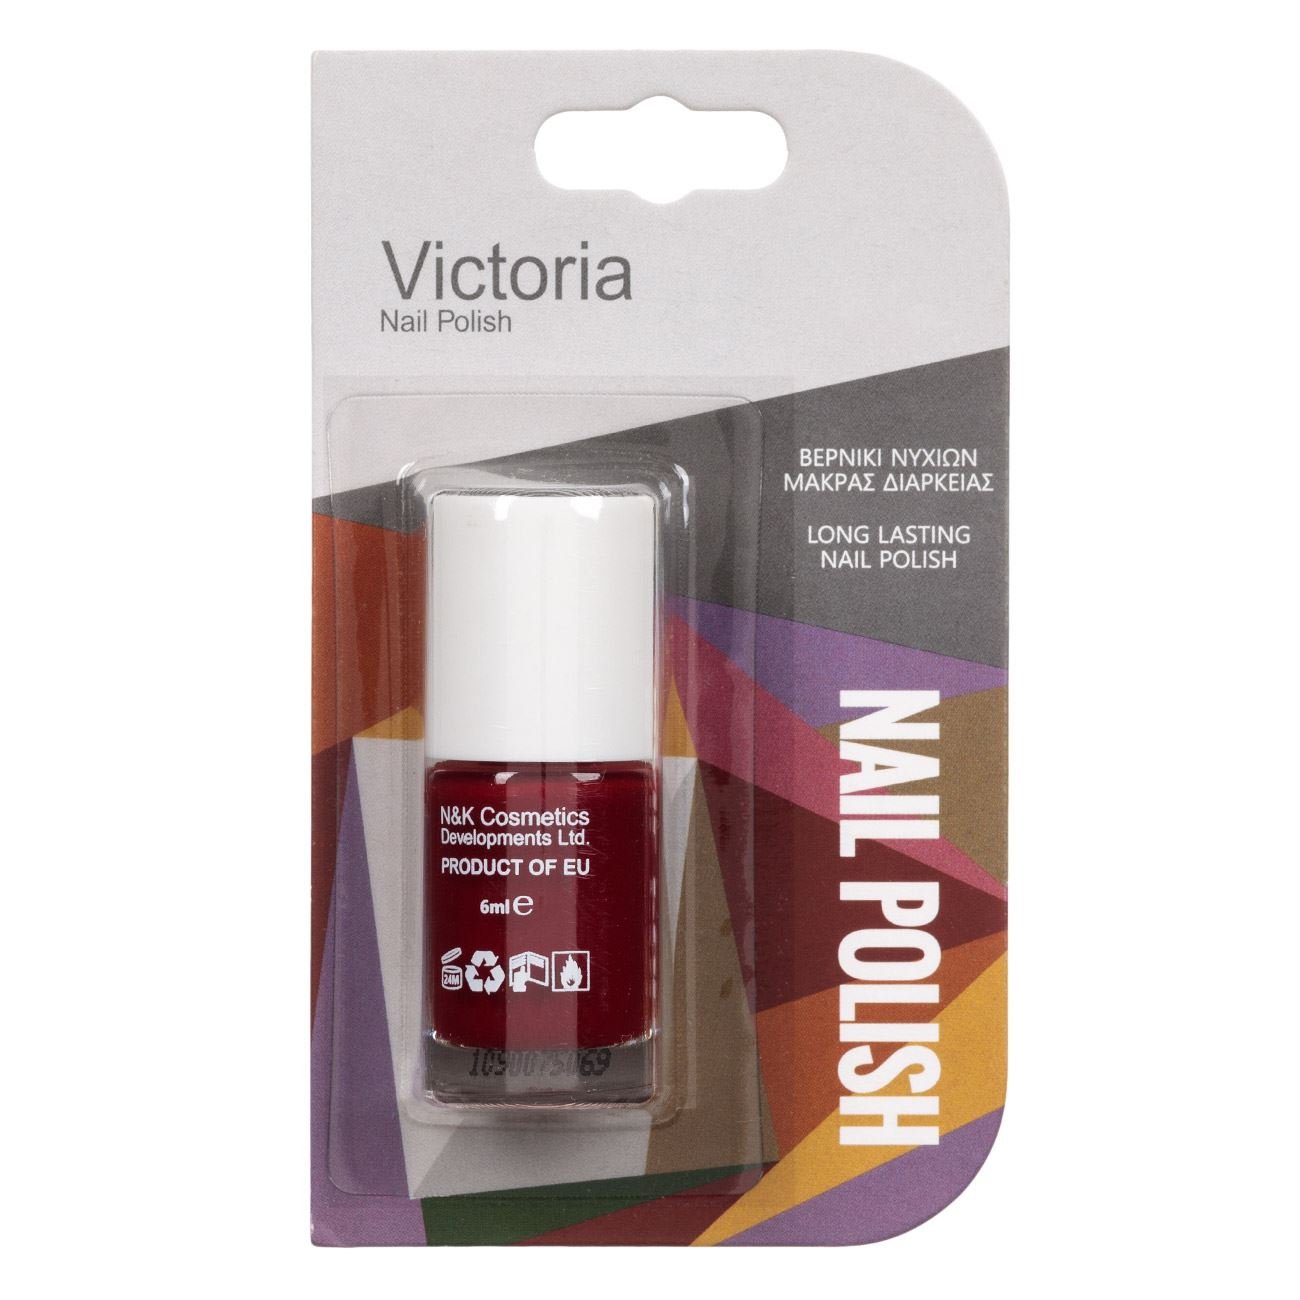 Victoria
Nail Polish
ΒΕΡΝΙΚΙ ΝΥΧΙΩΝ
ΜΑΚΡΑΣ ΔΙΑΡΚΕΙΑΣ
LONG LASTING
NAIL POLISH
NAIL POLISH
N&K Cosmetics
Developments Ltd.
PRODUCT OF EU
6ml e
24M